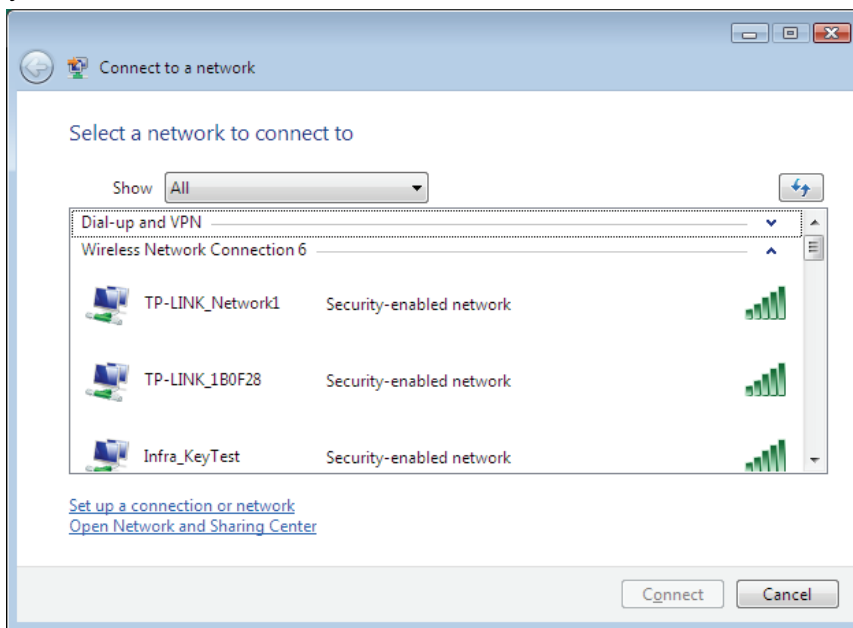 Connect to a network
Select a network to connect to
Show All
Dial-up and VPN
Wireless Network Connection 6
TP-LINK_Network1 Security-enabled network
TP-LINK_1B0F28 Security-enabled network
Infra_KeyTest Security-enabled network
Set up a connection or network
Open Network and Sharing Center
Connect Cancel